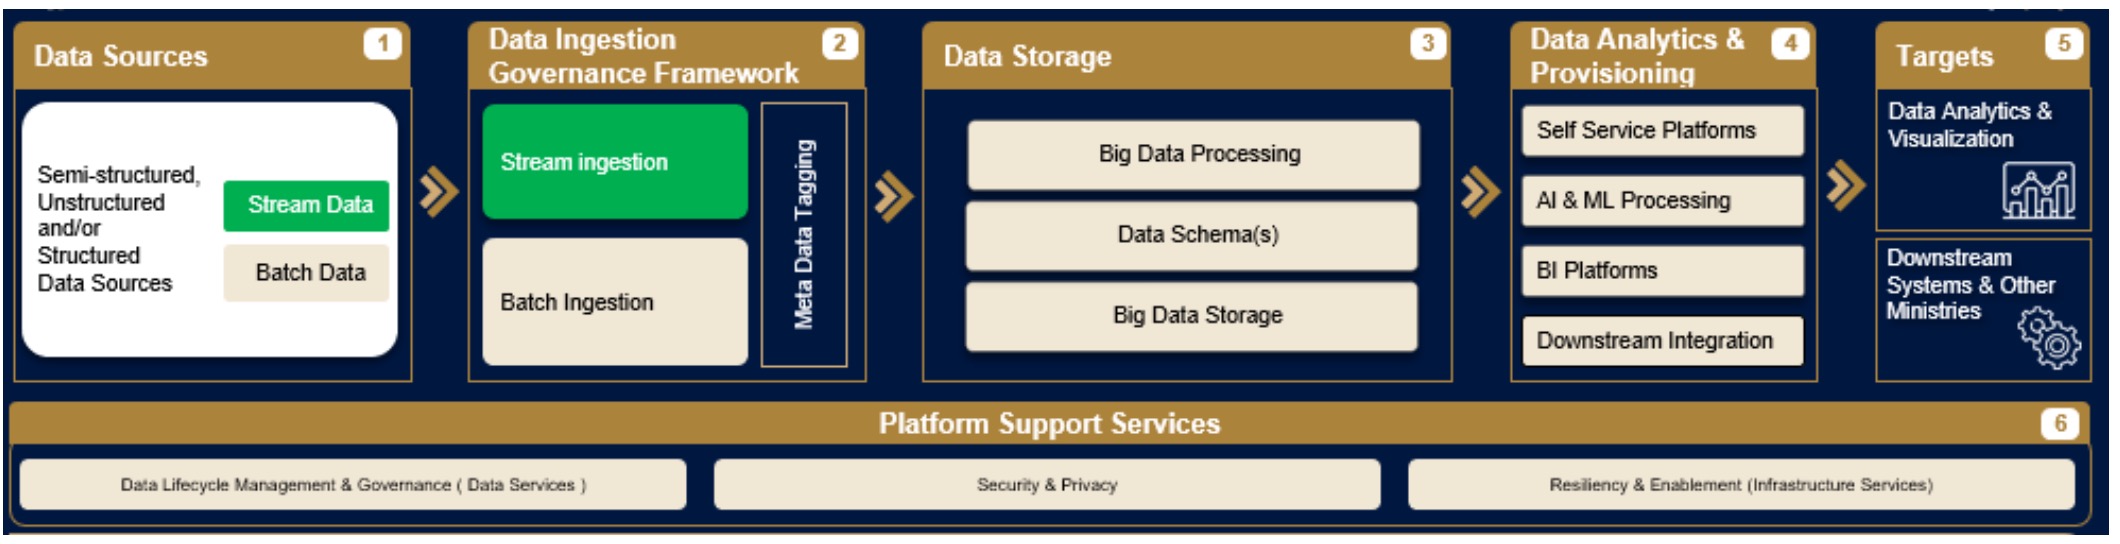 Data Sources
1
Semi-structured,
Unstructured
and/or
Structured
Data Sources
Stream Data
Batch Data
Data Ingestion
Governance Framework
2
Stream ingestion
Batch Ingestion
Meta Data Tagging
Data Storage
3
Big Data Processing
Data Schema(s)
Big Data Storage
Data Analytics &
Provisioning
4
Self Service Platforms
AI & ML Processing
BI Platforms
Downstream Integration
Targets
5
Data Analytics &
Visualization
Downstream
Systems & Other
Ministries
Platform Support Services
6
Data Lifecycle Management & Governance ( Data Services )
Security & Privacy
Resiliency & Enablement (Infrastructure Services)